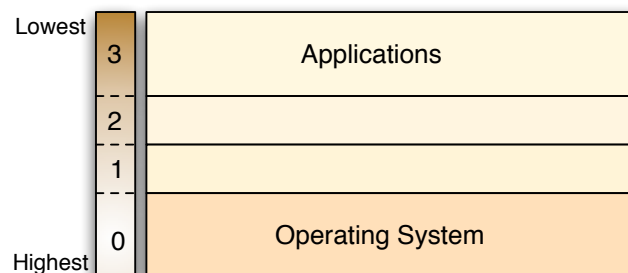 Lowest
3
Applications
2
1
0
Operating System
Highest